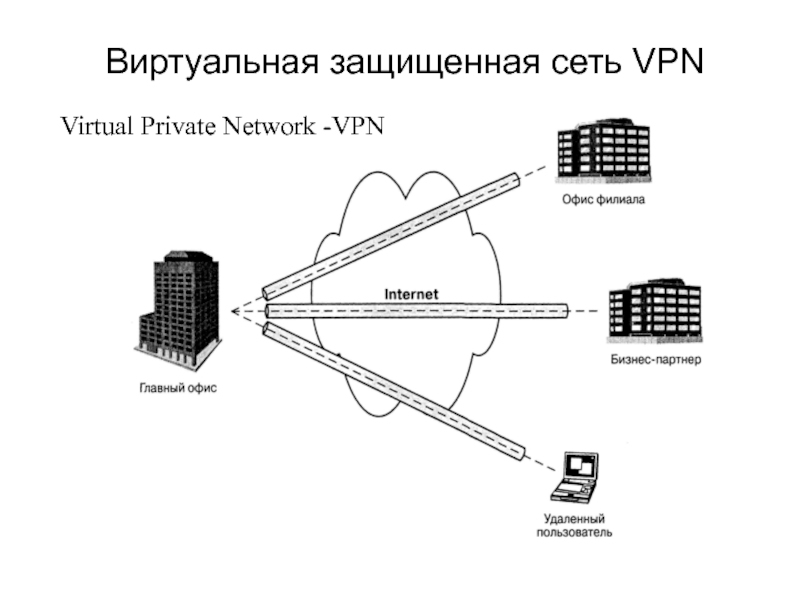 Виртуальная защищенная сеть VPN
Virtual Private Network -VPN
Офис филиала
Internet
Бизнес-партнер
Главный офис
Удаленный
пользователь